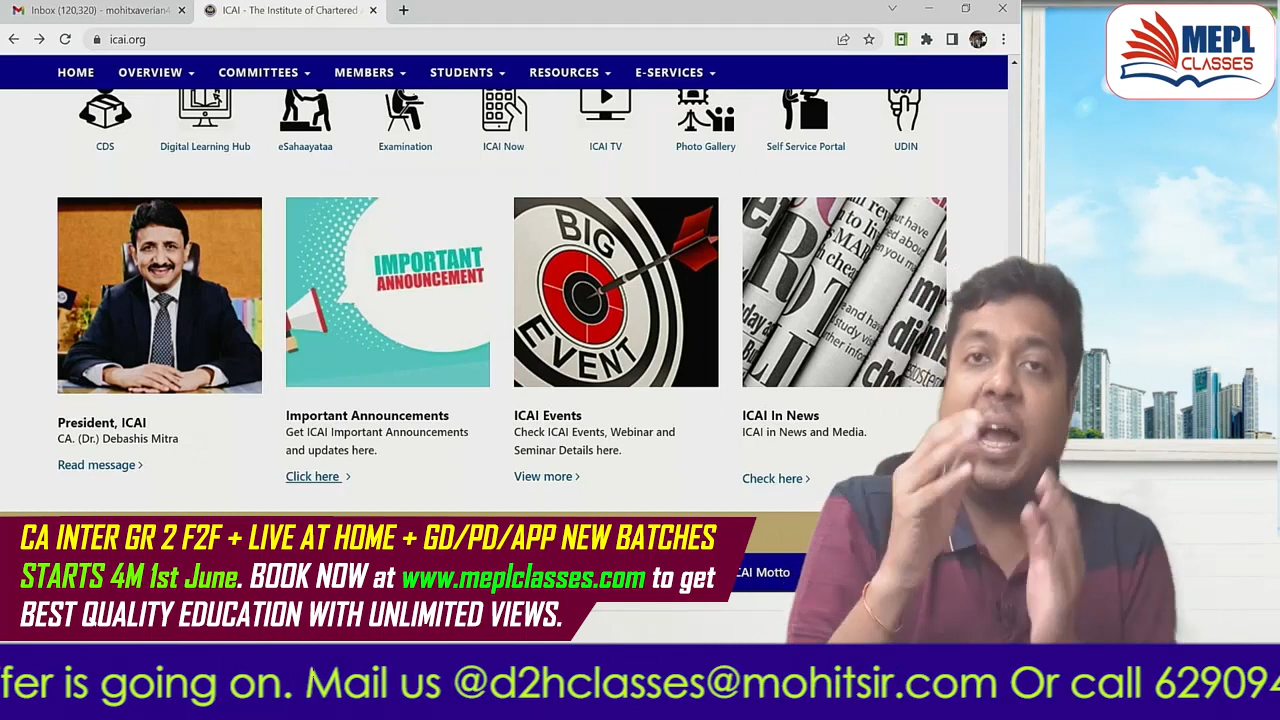 Inbox (120,320) - mohitxaverian4
ICAI - The Institute of Chartered
icai.org
MEPL
CLASSES
HOME OVERVIEW COMMITTEES MEMBERS STUDENTS RESOURCES E-SERVICES
CDS Digital Learning Hub eSahaayataa Examination ICAI Now ICAI TV Photo Gallery Self Service Portal UDIN
IMPORTANT
ANNOUNCEMENT
BIG
EVENT
President, ICAI
CA. (Dr.) Debashis Mitra
Read message
Important Announcements
Get ICAI Important Announcements
and updates here.
Click here
ICAI Events
Check ICAI Events, Webinar and
Seminar Details here.
View more
ICAI In News
ICAI in News and Media.
Check here
CAI Motto
CA INTER GR 2 F2F + LIVE AT HOME + GD/PD/APP NEW BATCHES
STARTS 4M 1st June. BOOK NOW at www.meplclasses.com to get
BEST QUALITY EDUCATION WITH UNLIMITED VIEWS.
fer is going on. Mail us @d2hclasses@mohitsir.com Or call 62909